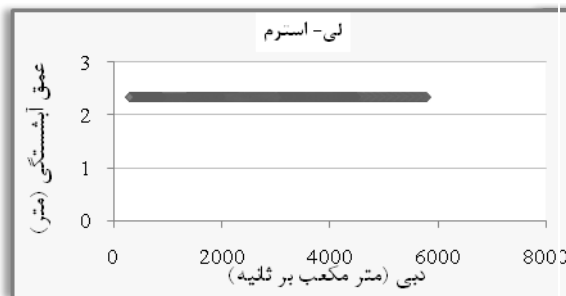 لی- استرم
عمق آبشستگی (متر)
3
2
1
0
0 2000 4000 6000 8000
دبی (متر مکعب بر ثانیه)